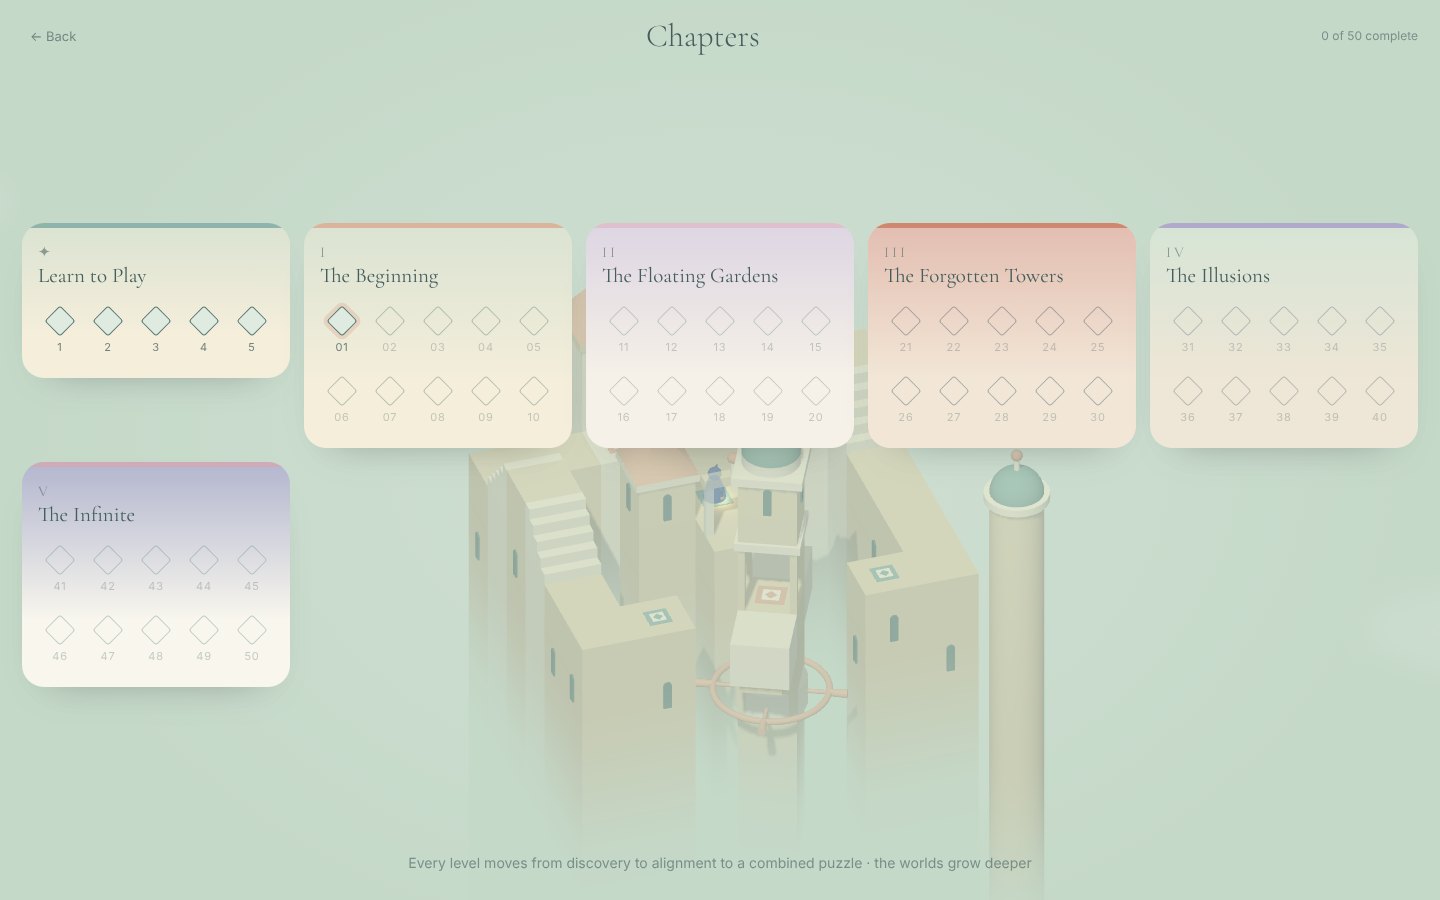 ← Back
Chapters
0 of 50 complete
✦
Learn to Play
1 2 3 4 5
I
The Beginning
01 02 03 04 05
06 07 08 09 10
II
The Floating Gardens
11 12 13 14 15
16 17 18 19 20
III
The Forgotten Towers
21 22 23 24 25
26 27 28 29 30
IV
The Illusions
31 32 33 34 35
36 37 38 39 40
V
The Infinite
41 42 43 44 45
46 47 48 49 50
Every level moves from discovery to alignment to a combined puzzle · the worlds grow deeper